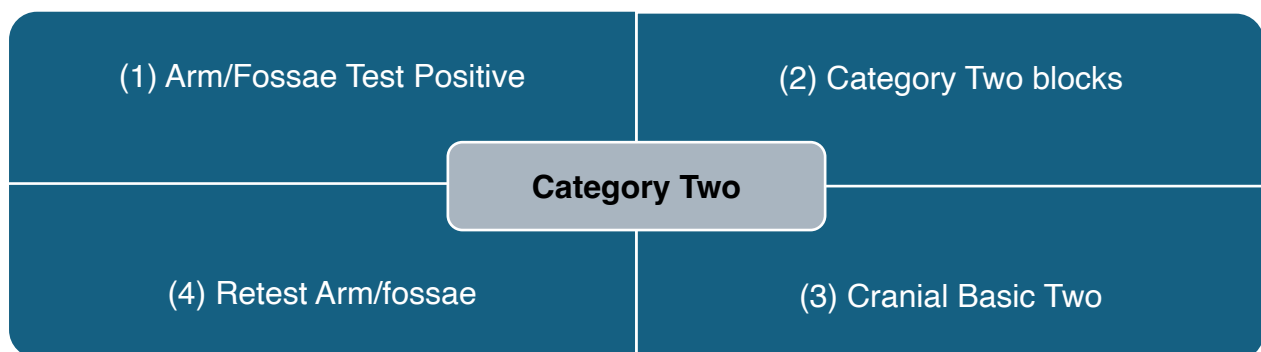 (1) Arm/Fossae Test Positive
(2) Category Two blocks
Category Two
(4) Retest Arm/fossae
(3) Cranial Basic Two